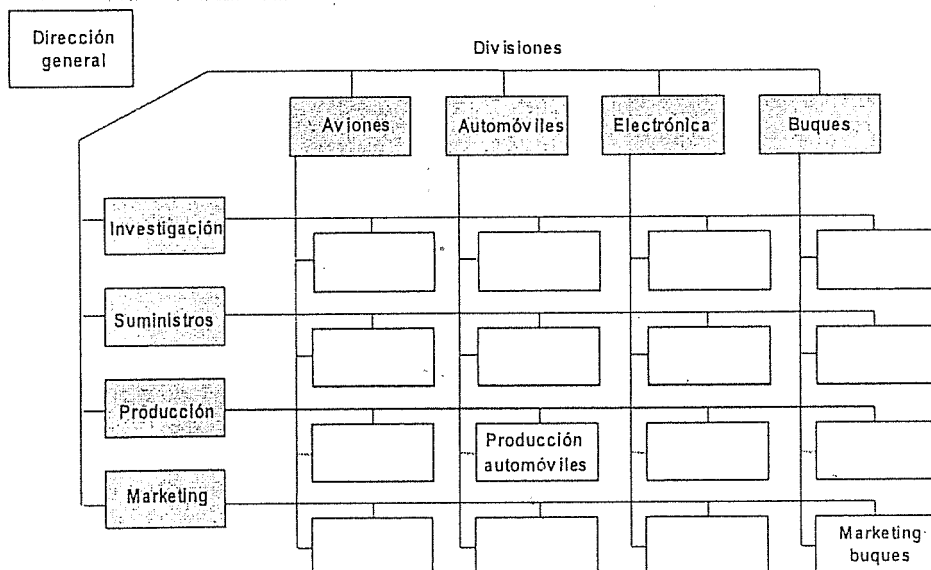 Dirección
general
Divisiones
Aviones
Automóviles
Electrónica
Buques
Investigación
Suministros
Producción
Producción
automóviles
Marketing
Marketing
buques